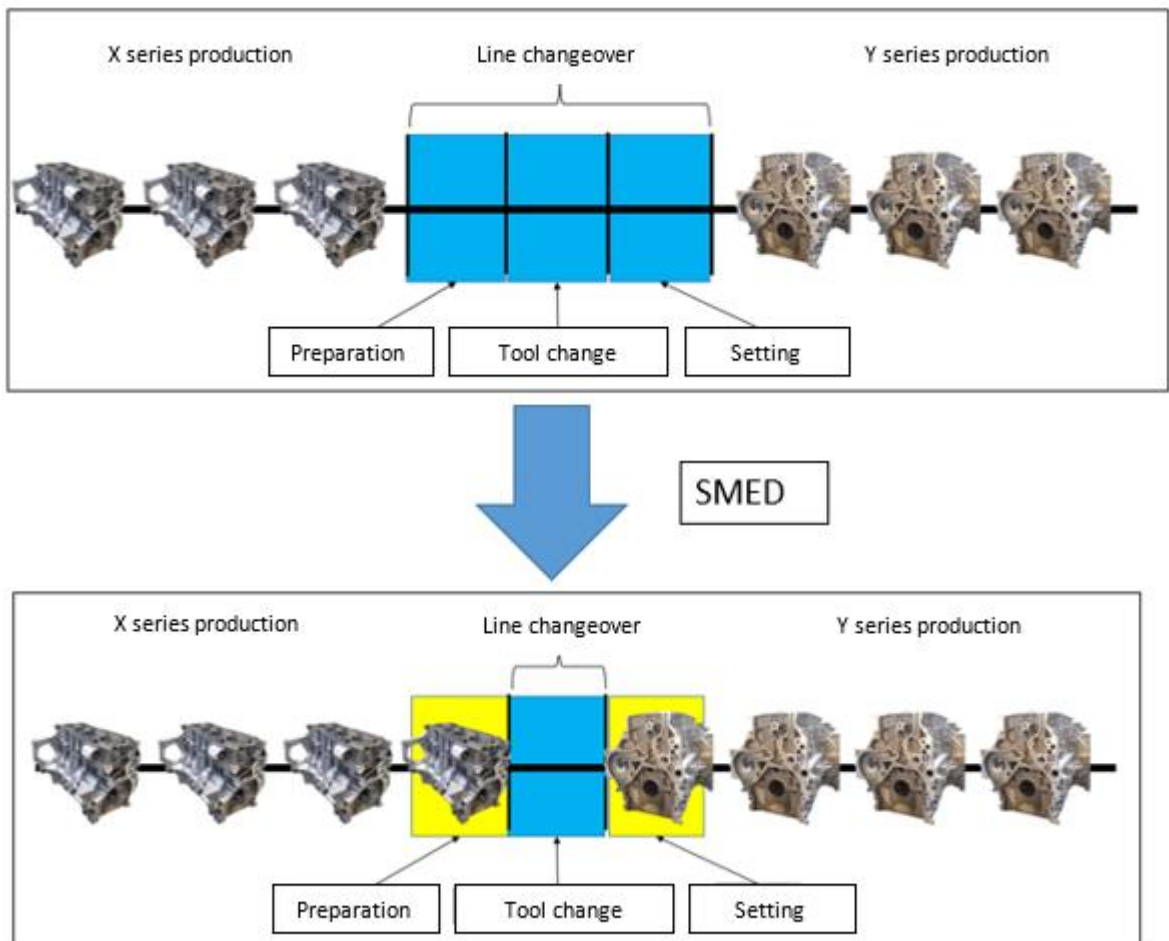 X series production
Line changeover
Y series production
Preparation
Tool change
Setting
SMED
X series production
Line changeover
Y series production
Preparation
Tool change
Setting